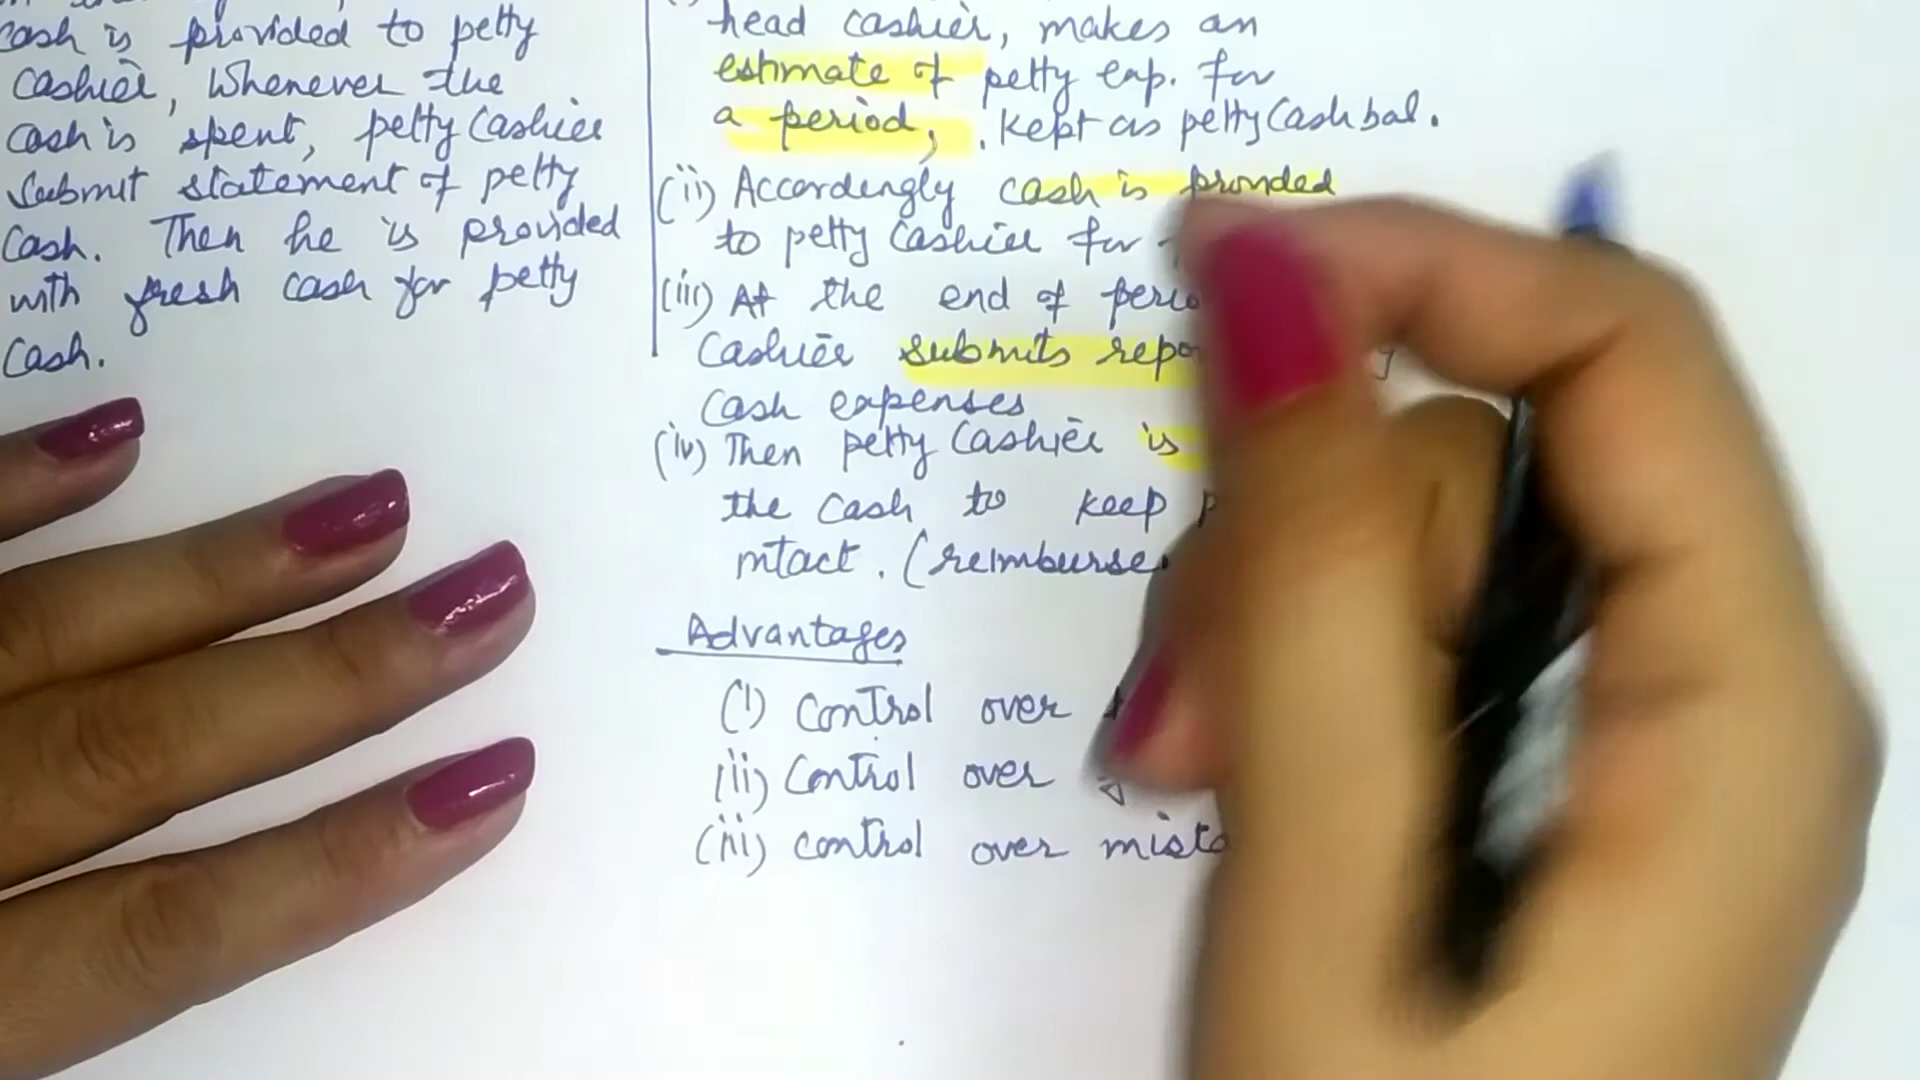 cash is provided to petty
cashier, Whenever the
cash is spent, petty Cashier
Submit statement of petty
Cash. Then he is provided
with fresh cash for petty
Cash.
head cashier, makes an
estimate of petty exp. for
a period, . Kept as petty Cash bal.
(ii) Accordingly cash is provided
to petty Cashier for
(iii) At the end of
Cashier submits
Cash expenses
(iv) Then petty Cashier is
the cash to keep
intact. (
Advantages
(i) Control over
(ii) Control over
(iii) control over